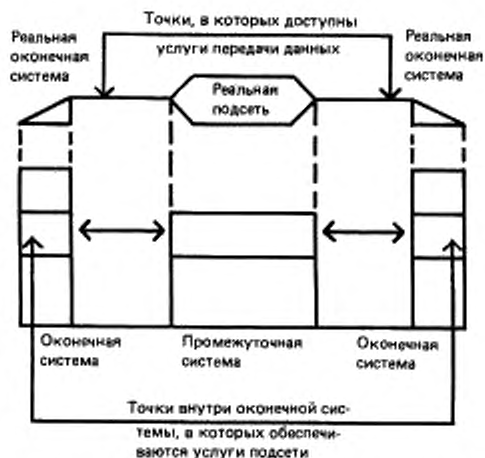 Точки, в которых доступны
услуги передачи данных
Реальная
оконечная
система
Реальная
оконечная
система
Реальная
подсеть
Оконечная
система
Промежуточная
система
Оконечная
система
Точки внутри оконечной сис-
темы, в которых обеспечи-
ваются услуги подсети